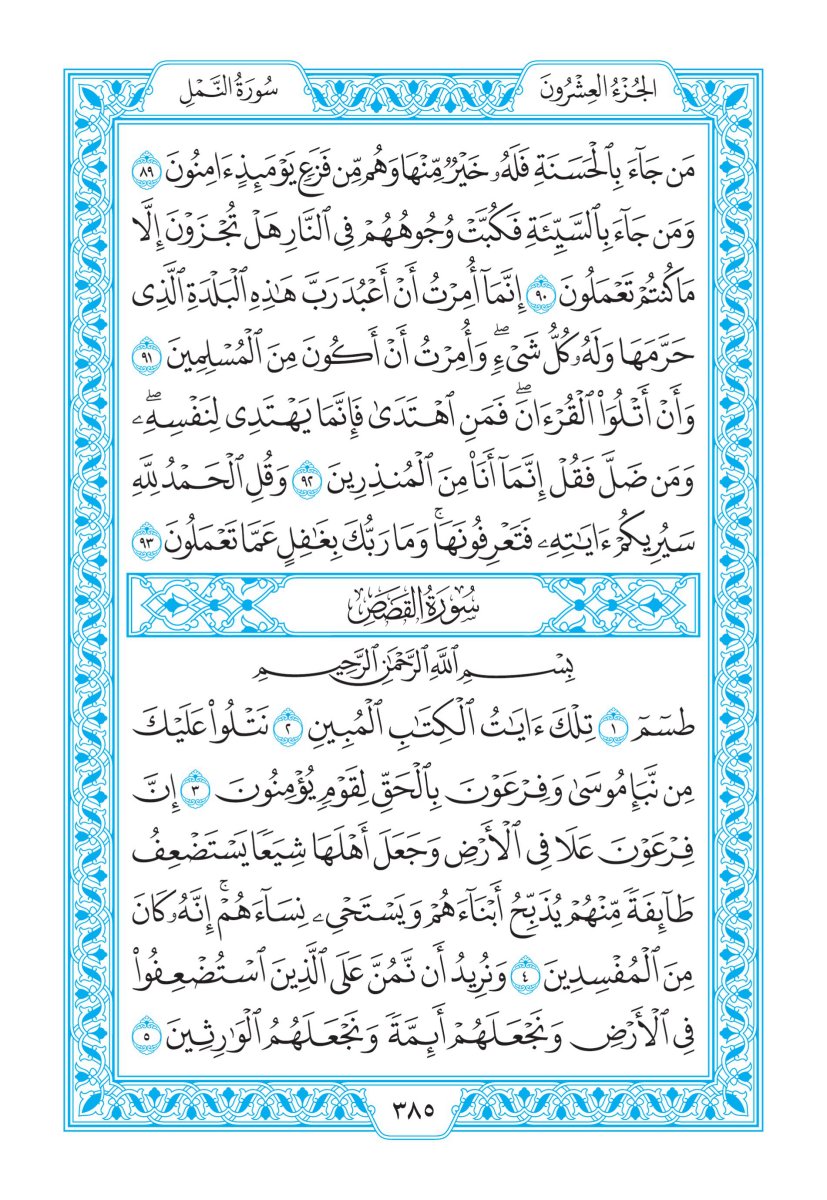 الجُزْءُ العِشْرُونَ
سُورَةُ النَّمْلِ
مَن جَآءَ بِٱلْحَسَنَةِ فَلَهُۥ خَيْرٌ مِّنْهَا وَهُم مِّن فَزَعٍ يَوْمَئِذٍ ءَامِنُونَ ٨٩
وَمَن جَآءَ بِٱلسَّيِّئَةِ فَكُبَّتْ وُجُوهُهُمْ فِى ٱلنَّارِ هَلْ تُجْزَوْنَ إِلَّا
مَا كُنتُمْ تَعْمَلُونَ ٩٠ إِنَّمَآ أُمِرْتُ أَنْ أَعْبُدَ رَبَّ هَٰذِهِ ٱلْبَلْدَةِ ٱلَّذِى
حَرَّمَهَا وَلَهُۥ كُلُّ شَىْءٍ ۖ وَأُمِرْتُ أَنْ أَكُونَ مِنَ ٱلْمُسْلِمِينَ ٩١
وَأَنْ أَتْلُوَا۟ ٱلْقُرْءَانَ ۖ فَمَنِ ٱهْتَدَىٰ فَإِنَّمَا يَهْتَدِى لِنَفْسِهِۦ ۖ
وَمَن ضَلَّ فَقُلْ إِنَّمَآ أَنَا۠ مِنَ ٱلْمُنذِرِينَ ٩٢ وَقُلِ ٱلْحَمْدُ لِلَّهِ
سَيُرِيكُمْ ءَايَٰتِهِۦ فَتَعْرِفُونَهَا ۚ وَمَا رَبُّكَ بِغَٰفِلٍ عَمَّا تَعْمَلُونَ ٩٣
سُورَةُ القَصَصِ
بِسْمِ ٱللَّهِ ٱلرَّحْمَٰنِ ٱلرَّحِيمِ
طسٓمٓ ١ تِلْكَ ءَايَٰتُ ٱلْكِتَٰبِ ٱلْمُبِينِ ٢ نَتْلُوا۟ عَلَيْكَ
مِن نَّبَإِ مُوسَىٰ وَفِرْعَوْنَ بِٱلْحَقِّ لِقَوْمٍ يُؤْمِنُونَ ٣ إِنَّ
فِرْعَوْنَ عَلَا فِى ٱلْأَرْضِ وَجَعَلَ أَهْلَهَا شِيَعًا يَسْتَضْعِفُ
طَآئِفَةً مِّنْهُمْ يُذَبِّحُ أَبْنَآءَهُمْ وَيَسْتَحْىِۦ نِسَآءَهُمْ ۚ إِنَّهُۥ كَانَ
مِنَ ٱلْمُفْسِدِينَ ٤ وَنُرِيدُ أَن نَّمُنَّ عَلَى ٱلَّذِينَ ٱسْتُضْعِفُوا۟
فِى ٱلْأَرْضِ وَنَجْعَلَهُمْ أَئِمَّةً وَنَجْعَلَهُمُ ٱلْوَٰرِثِينَ ٥
٣٨٥